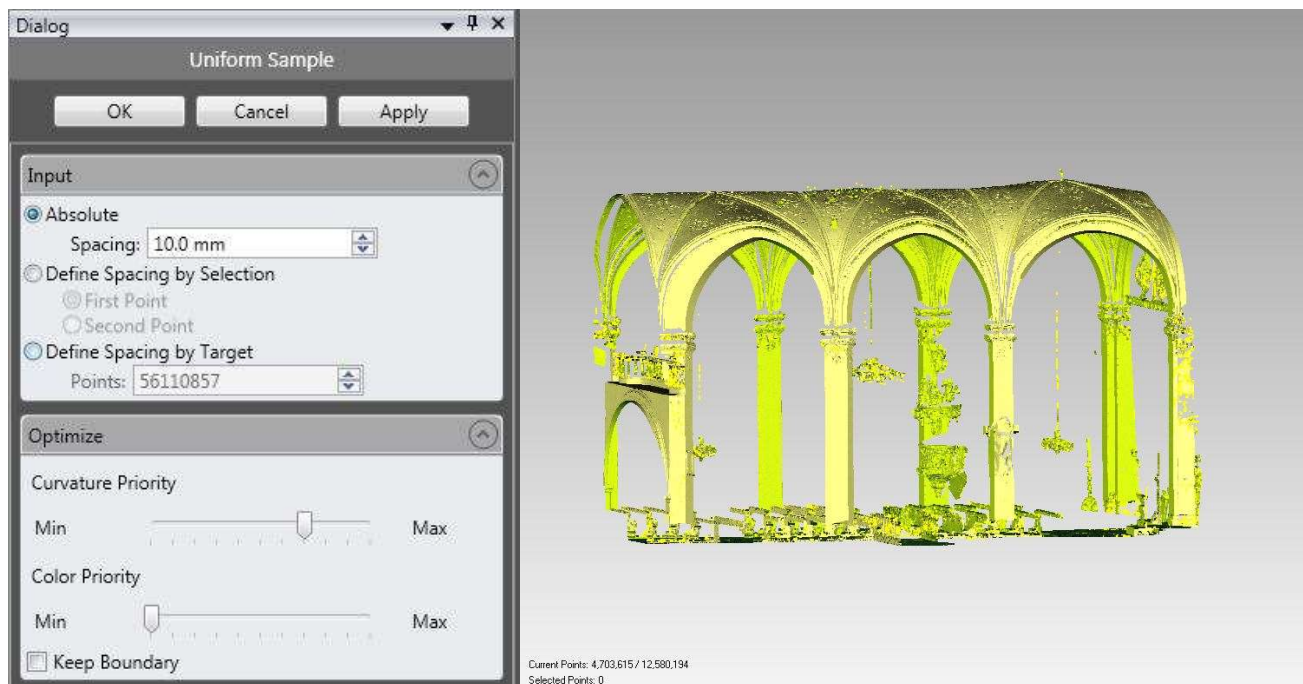 Dialog
Uniform Sample
OK Cancel Apply
Input
Absolute
Spacing: 10.0 mm
Define Spacing by Selection
First Point
Second Point
Define Spacing by Target
Points: 56110857
Optimize
Curvature Priority
Min Max
Color Priority
Min Max
Keep Boundary
Current Points: 4,703,615 / 12,580,194
Selected Points: 0